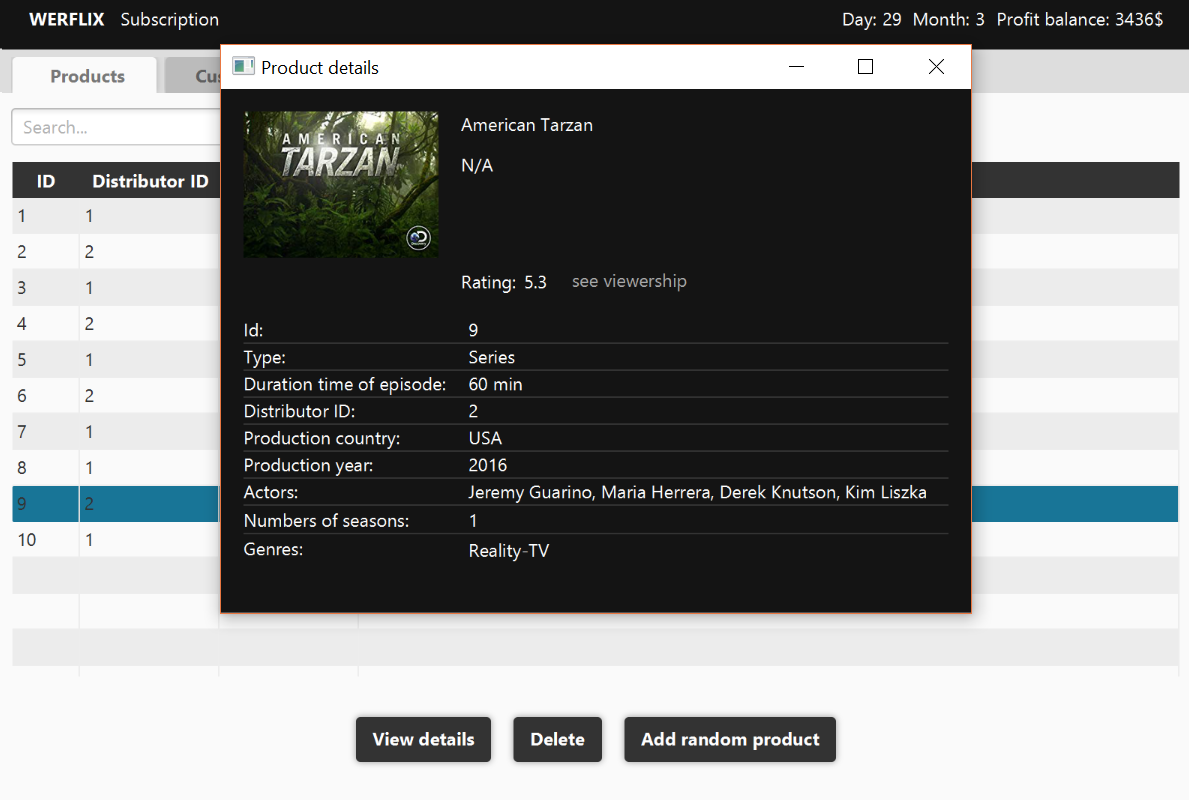 WERFLIX Subscription Day: 29 Month: 3 Profit balance: 3436$
Product details
Products Cu
Search...
AMERICAN
TARZAN
American Tarzan
N/A
Rating: 5.3 see viewership
ID Distributor ID
1 1
2 2
3 1
4 2
5 1
6 2
7 1
8 1
9 2
10 1
Id: 9
Type: Series
Duration time of episode: 60 min
Distributor ID: 2
Production country: USA
Production year: 2016
Actors: Jeremy Guarino, Maria Herrera, Derek Knutson, Kim Liszka
Numbers of seasons: 1
Genres: Reality-TV
View details Delete Add random product